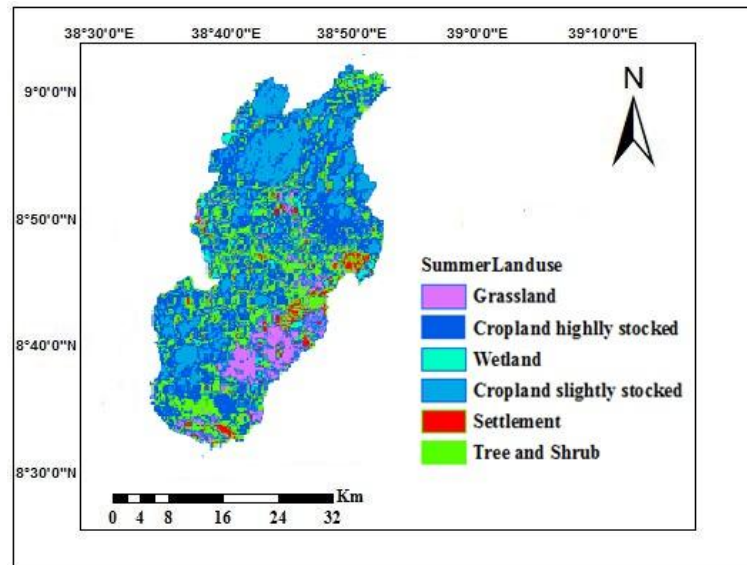 38°30'0"E 38°40'0"E 38°50'0"E 39°0'0"E 39°10'0"E
9°0'0"N
N
8°50'0"N
SummerLanduse
Grassland
Cropland highlly stocked
8°40'0"N
Wetland
Cropland slightly stocked
Settlement
Tree and Shrub
8°30'0"N
Km
0 4 8 16 24 32